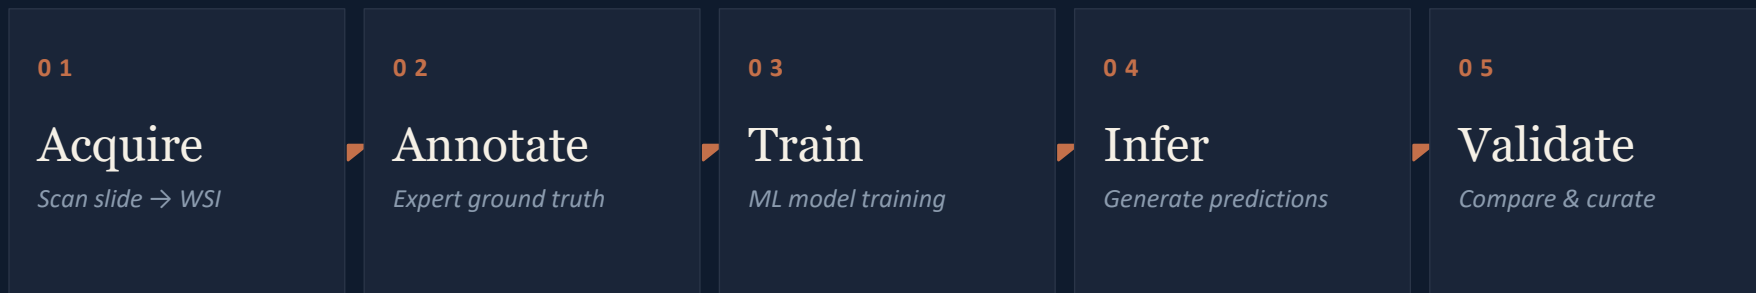 01
Acquire
Scan slide → WSI
02
Annotate
Expert ground truth
03
Train
ML model training
04
Infer
Generate predictions
05
Validate
Compare & curate